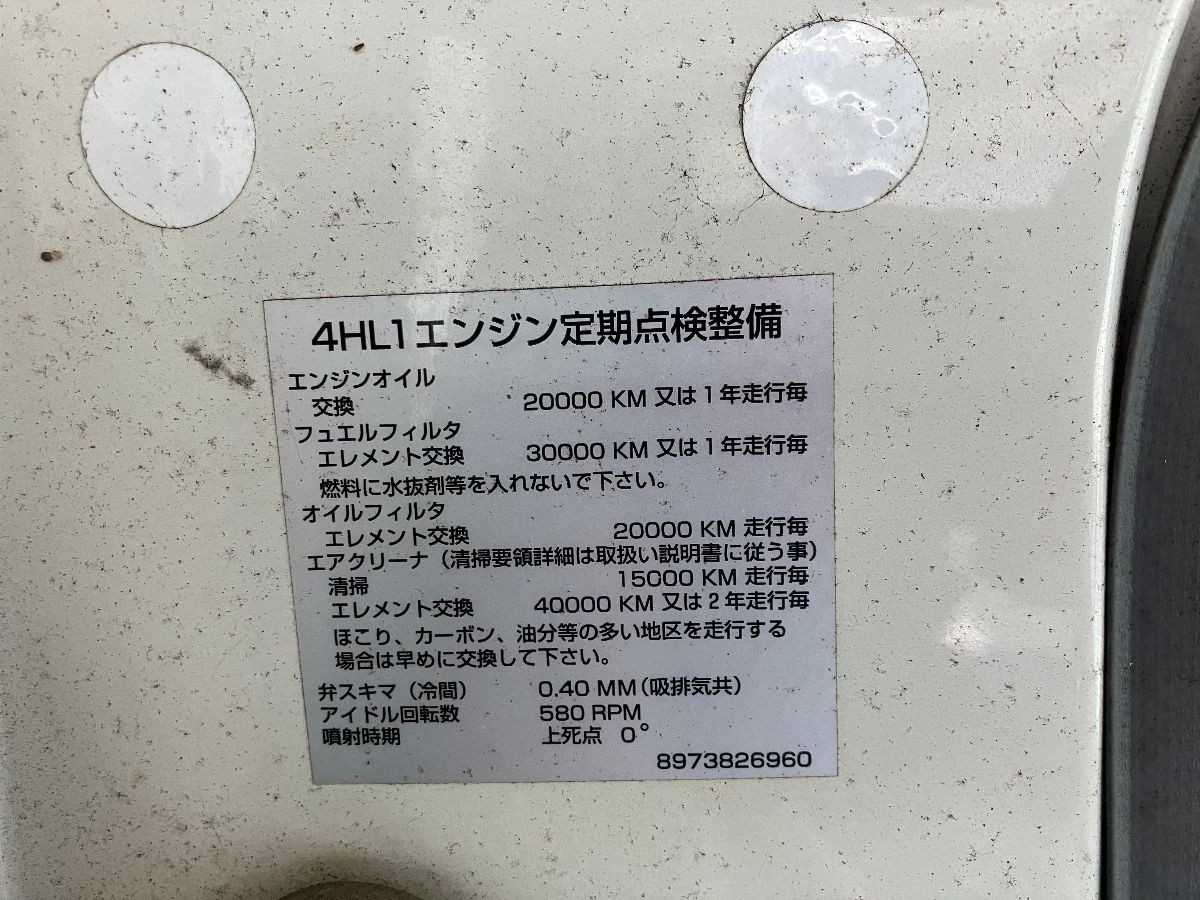 4HL1エンジン定期点検整備
エンジンオイル
交換 20000 KM 又は 1 年走行毎
フュエルフィルタ
エレメント交換 30000 KM 又は 1 年走行毎
燃料に水抜剤等を入れないで下さい。
オイルフィルタ
エレメント交換 20000 KM 走行毎
エアクリーナ（清掃要領詳細は取扱い説明書に従う事）
清掃 15000 KM 走行毎
エレメント交換 40000 KM 又は 2 年走行毎
ほこり、カーボン、油分等の多い地区を走行する
場合は早めに交換して下さい。
弁スキマ（冷間） 0.40 MM（吸排気共）
アイドル回転数 580 RPM
噴射時期 上死点 0°
8973826960